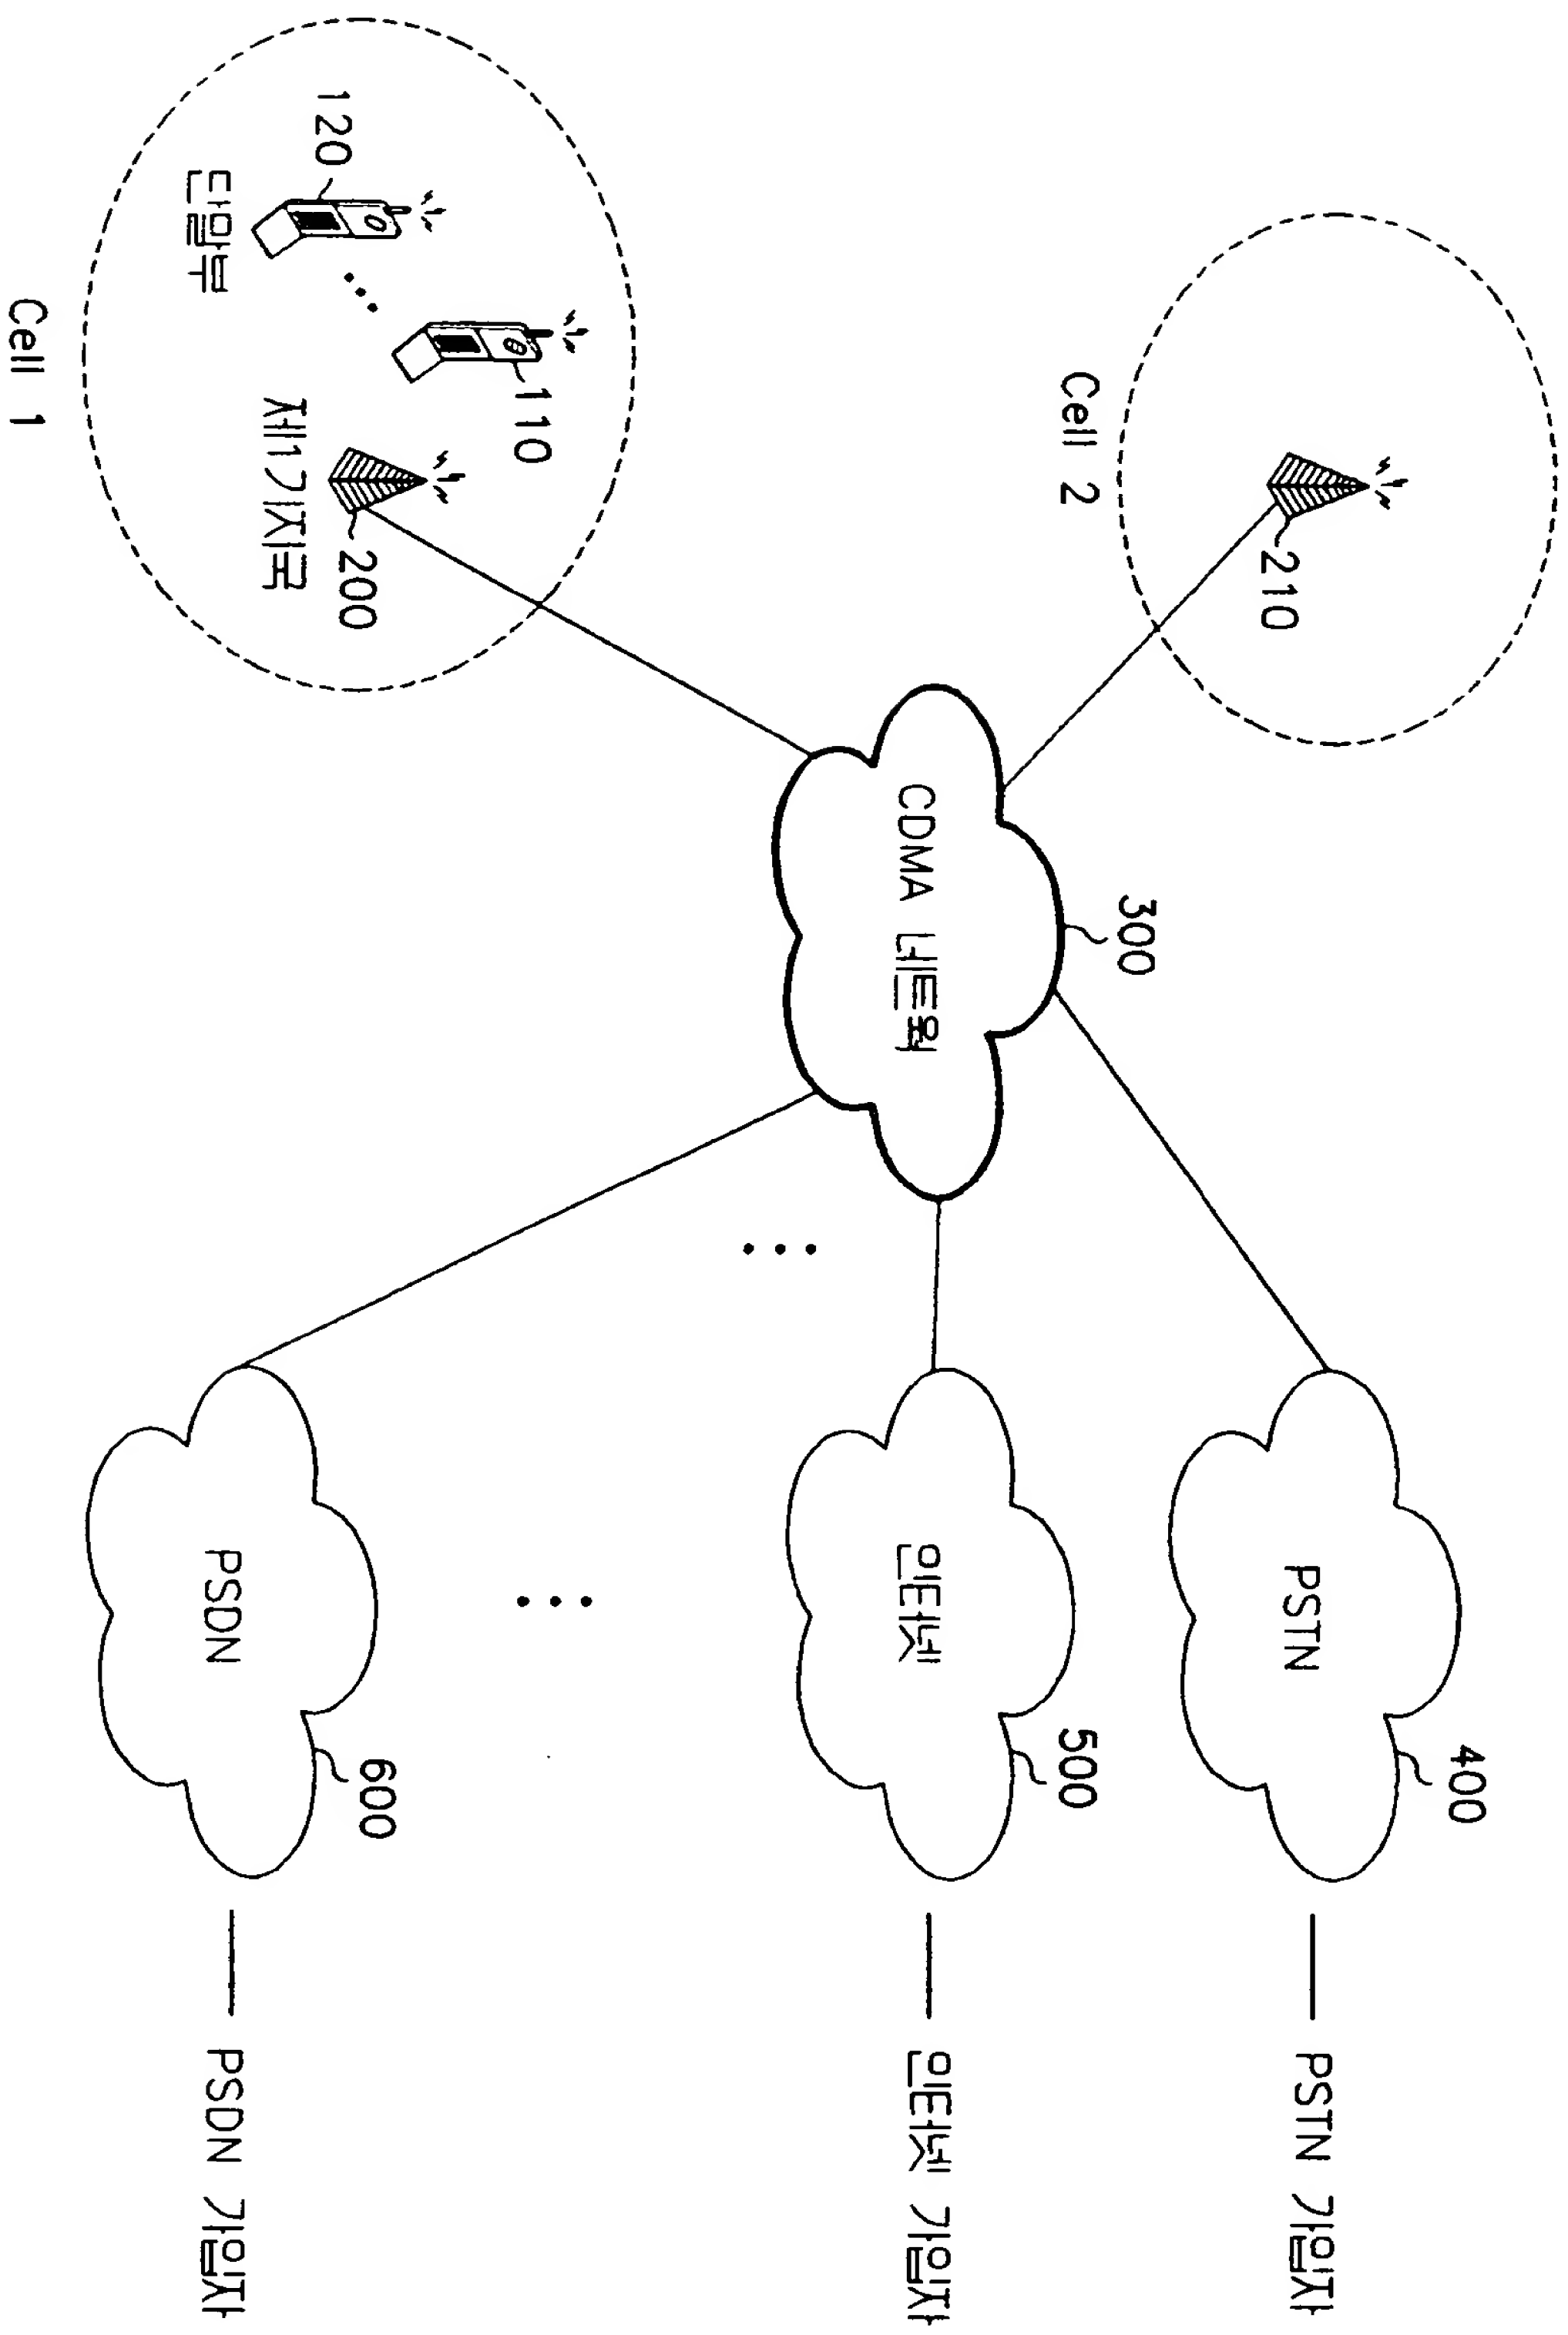 Cell 2
210
300
400
PSTN
PSTN 가입자
CDMA 네트웍
500
인터넷
인터넷 가입자
110
120
단말부
제1기지국
200
Cell 1
600
PSDN
PSDN 가입자